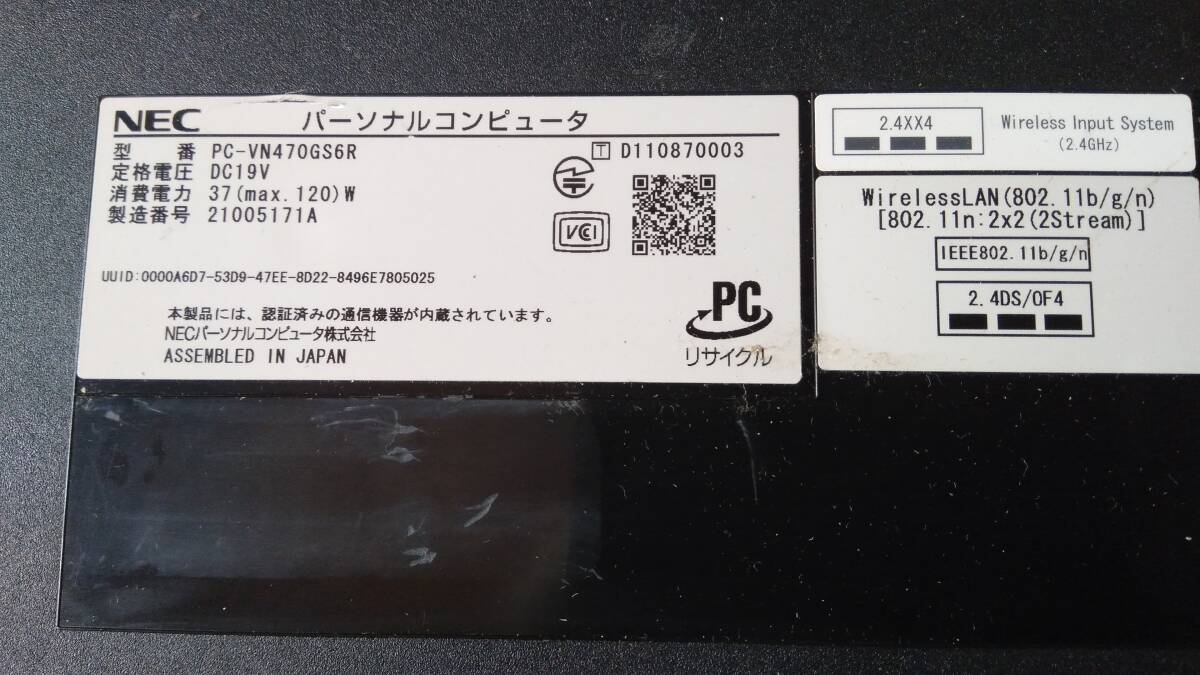 NEC パーソナルコンピュータ
型 番 PC-VN470GS6R
定格電圧 DC19V
消費電力 37(max.120)W
製造番号 21005171A
T D110870003
VCCI
UUID:0000A6D7-53D9-47EE-8D22-8496E7805025
本製品には、認証済みの通信機器が内蔵されています。
NECパーソナルコンピュータ株式会社
ASSEMBLED IN JAPAN
PC
リサイクル
2.4XX4
Wireless Input System
(2.4GHz)
WirelessLAN(802.11b/g/n)
[802.11n:2x2(2Stream)]
IEEE802.11b/g/n
2.4DS/OF4